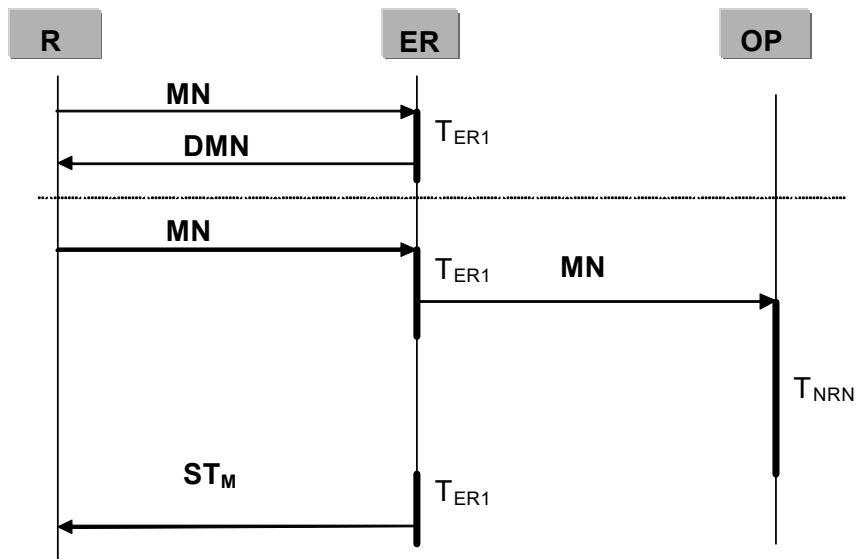 R ER OP
MN
T_ER1
DMN
MN
T_ER1
MN
T_NRN
ST_M
T_ER1